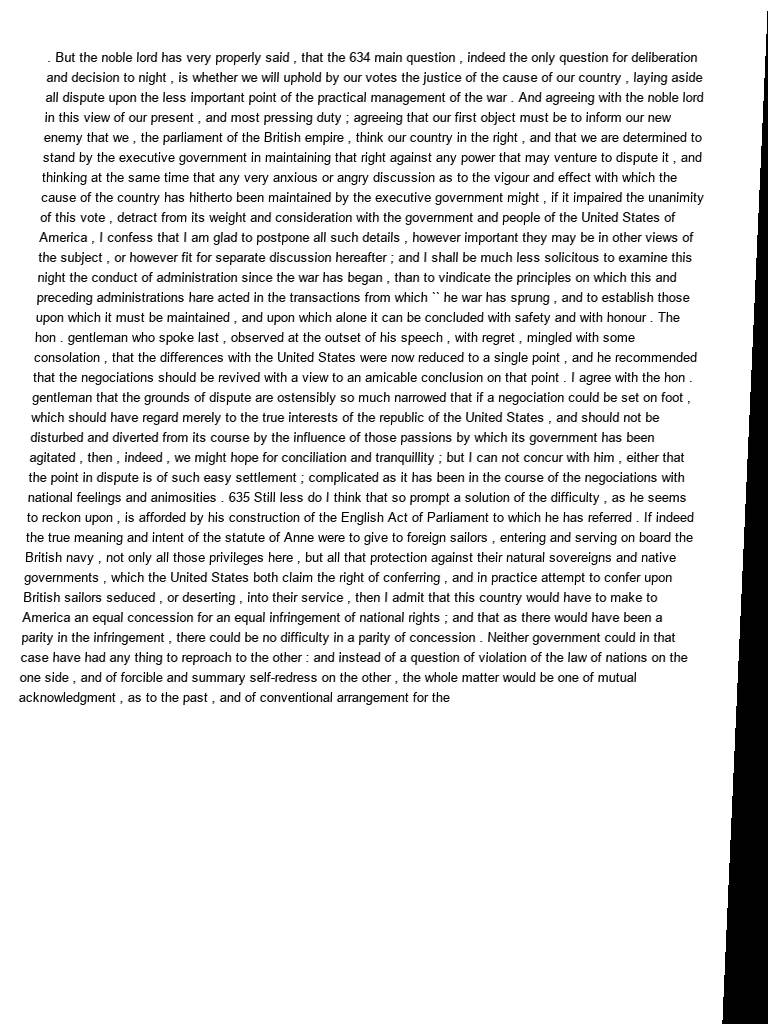 . But the noble lord has very properly said , that the 634 main question , indeed the only question for deliberation
and decision to night , is whether we will uphold by our votes the justice of the cause of our country , laying aside
all dispute upon the less important point of the practical management of the war . And agreeing with the noble lord
in this view of our present , and most pressing duty ; agreeing that our first object must be to inform our new
enemy that we , the parliament of the British empire , think our country in the right , and that we are determined to
stand by the executive government in maintaining that right against any power that may venture to dispute it , and
thinking at the same time that any very anxious or angry discussion as to the vigour and effect with which the
cause of the country has hitherto been maintained by the executive government might , if it impaired the unanimity
of this vote , detract from its weight and consideration with the government and people of the United States of
America , I confess that I am glad to postpone all such details , however important they may be in other views of
the subject , or however fit for separate discussion hereafter ; and I shall be much less solicitous to examine this
night the conduct of administration since the war has began , than to vindicate the principles on which this and
preceding administrations hare acted in the transactions from which `` he war has sprung , and to establish those
upon which it must be maintained , and upon which alone it can be concluded with safety and with honour . The
hon . gentleman who spoke last , observed at the outset of his speech , with regret , mingled with some
consolation , that the differences with the United States were now reduced to a single point , and he recommended
that the negociations should be revived with a view to an amicable conclusion on that point . I agree with the hon .
gentleman that the grounds of dispute are ostensibly so much narrowed that if a negociation could be set on foot ,
which should have regard merely to the true interests of the republic of the United States , and should not be
disturbed and diverted from its course by the influence of those passions by which its government has been
agitated , then , indeed , we might hope for conciliation and tranquillity ; but I can not concur with him , either that
the point in dispute is of such easy settlement ; complicated as it has been in the course of the negociations with
national feelings and animosities . 635 Still less do I think that so prompt a solution of the difficulty , as he seems
to reckon upon , is afforded by his construction of the English Act of Parliament to which he has referred . If indeed
the true meaning and intent of the statute of Anne were to give to foreign sailors , entering and serving on board the
British navy , not only all those privileges here , but all that protection against their natural sovereigns and native
governments , which the United States both claim the right of conferring , and in practice attempt to confer upon
British sailors seduced , or deserting , into their service , then I admit that this country would have to make to
America an equal concession for an equal infringement of national rights ; and that as there would have been a
parity in the infringement , there could be no difficulty in a parity of concession . Neither government could in that
case have had any thing to reproach to the other : and instead of a question of violation of the law of nations on the
one side , and of forcible and summary self-redress on the other , the whole matter would be one of mutual
acknowledgment , as to the past , and of conventional arrangement for the